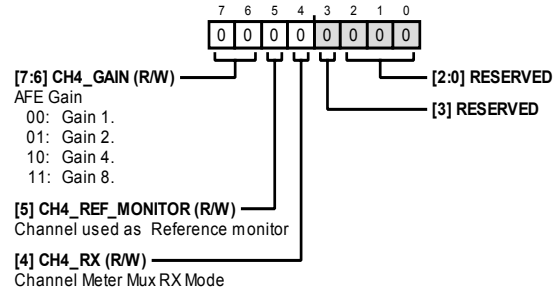 7 6 5 4 3 2 1 0
0 0 0 0 0 0 0 0
[7:6] CH4_GAIN (R/W)
AFE Gain
00: Gain 1.
01: Gain 2.
10: Gain 4.
11: Gain 8.
[5] CH4_REF_MONITOR (R/W)
Channel used as Reference monitor
[4] CH4_RX (R/W)
Channel Meter Mux RX Mode
[2:0] RESERVED
[3] RESERVED